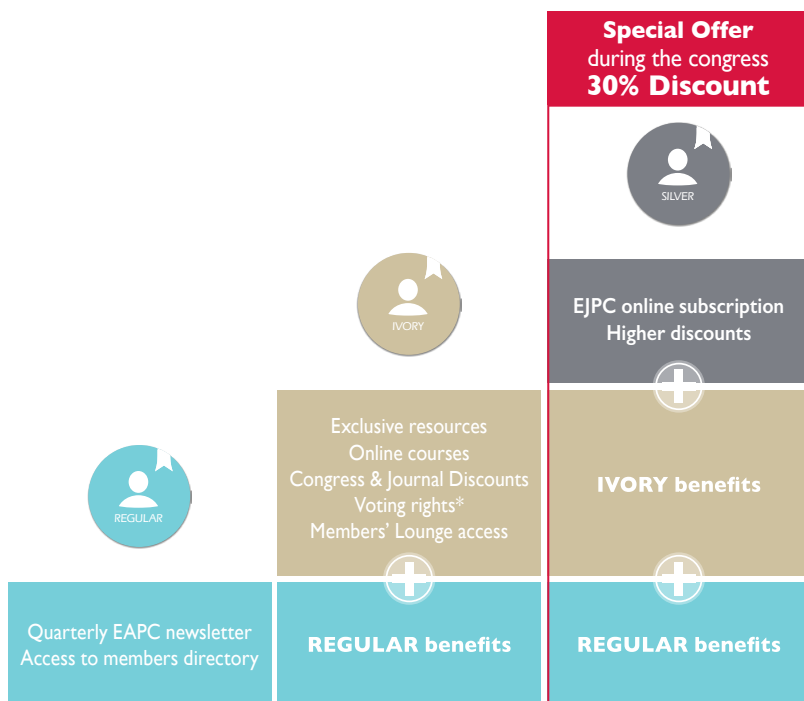 Special Offer
during the congress
30% Discount
SILVER
EJPC online subscription
Higher discounts
IVORY
Exclusive resources
Online courses
Congress & Journal Discounts
Voting rights*
Members’ Lounge access
IVORY benefits
REGULAR
Quarterly EAPC newsletter
Access to members directory
REGULAR benefits
REGULAR benefits